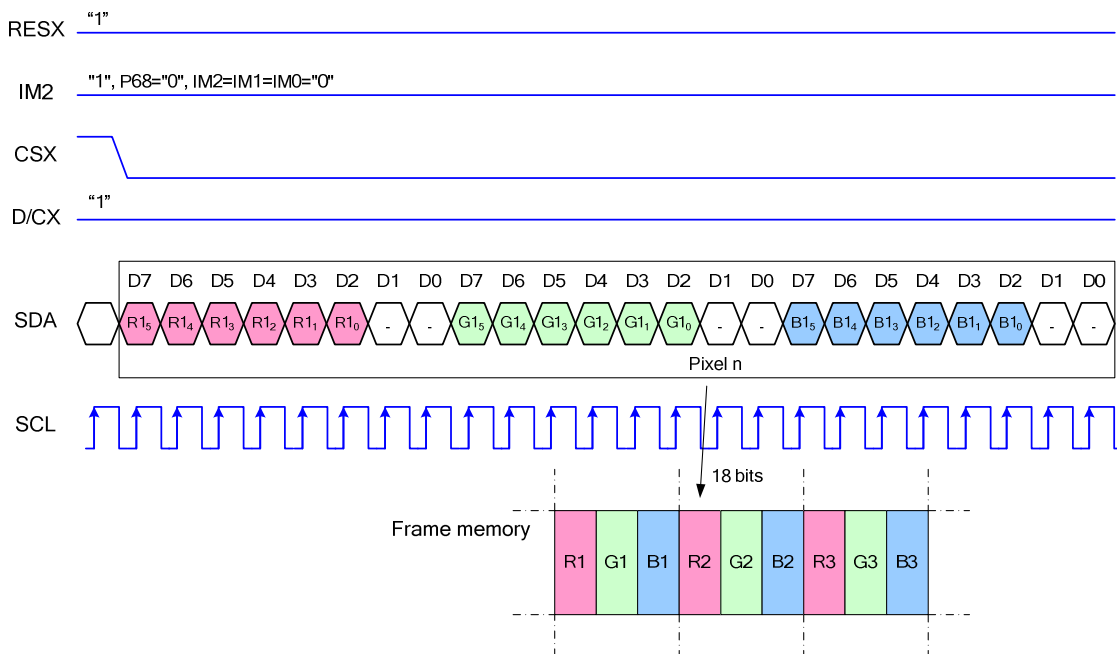 RESX “1”
IM2 "1", P68="0", IM2=IM1=IM0="0"
CSX
D/CX “1”
D7 D6 D5 D4 D3 D2 D1 D0 D7 D6 D5 D4 D3 D2 D1 D0 D7 D6 D5 D4 D3 D2 D1 D0
SDA R1₅ R1₄ R1₃ R1₂ R1₁ R1₀ - - G1₅ G1₄ G1₃ G1₂ G1₁ G1₀ - - B1₅ B1₄ B1₃ B1₂ B1₁ B1₀ - -
Pixel n
SCL
18 bits
Frame memory
R1 G1 B1 R2 G2 B2 R3 G3 B3